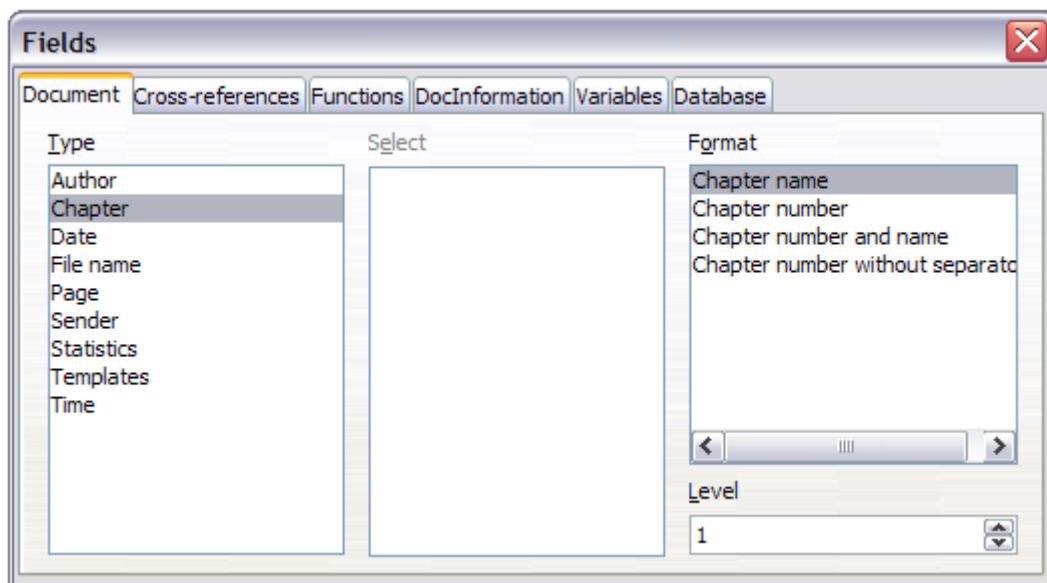 Fields
Document Cross-references Functions DocInformation Variables Database
Type
Author
Chapter
Date
File name
Page
Sender
Statistics
Templates
Time
Select
Format
Chapter name
Chapter number
Chapter number and name
Chapter number without separato
Level
1